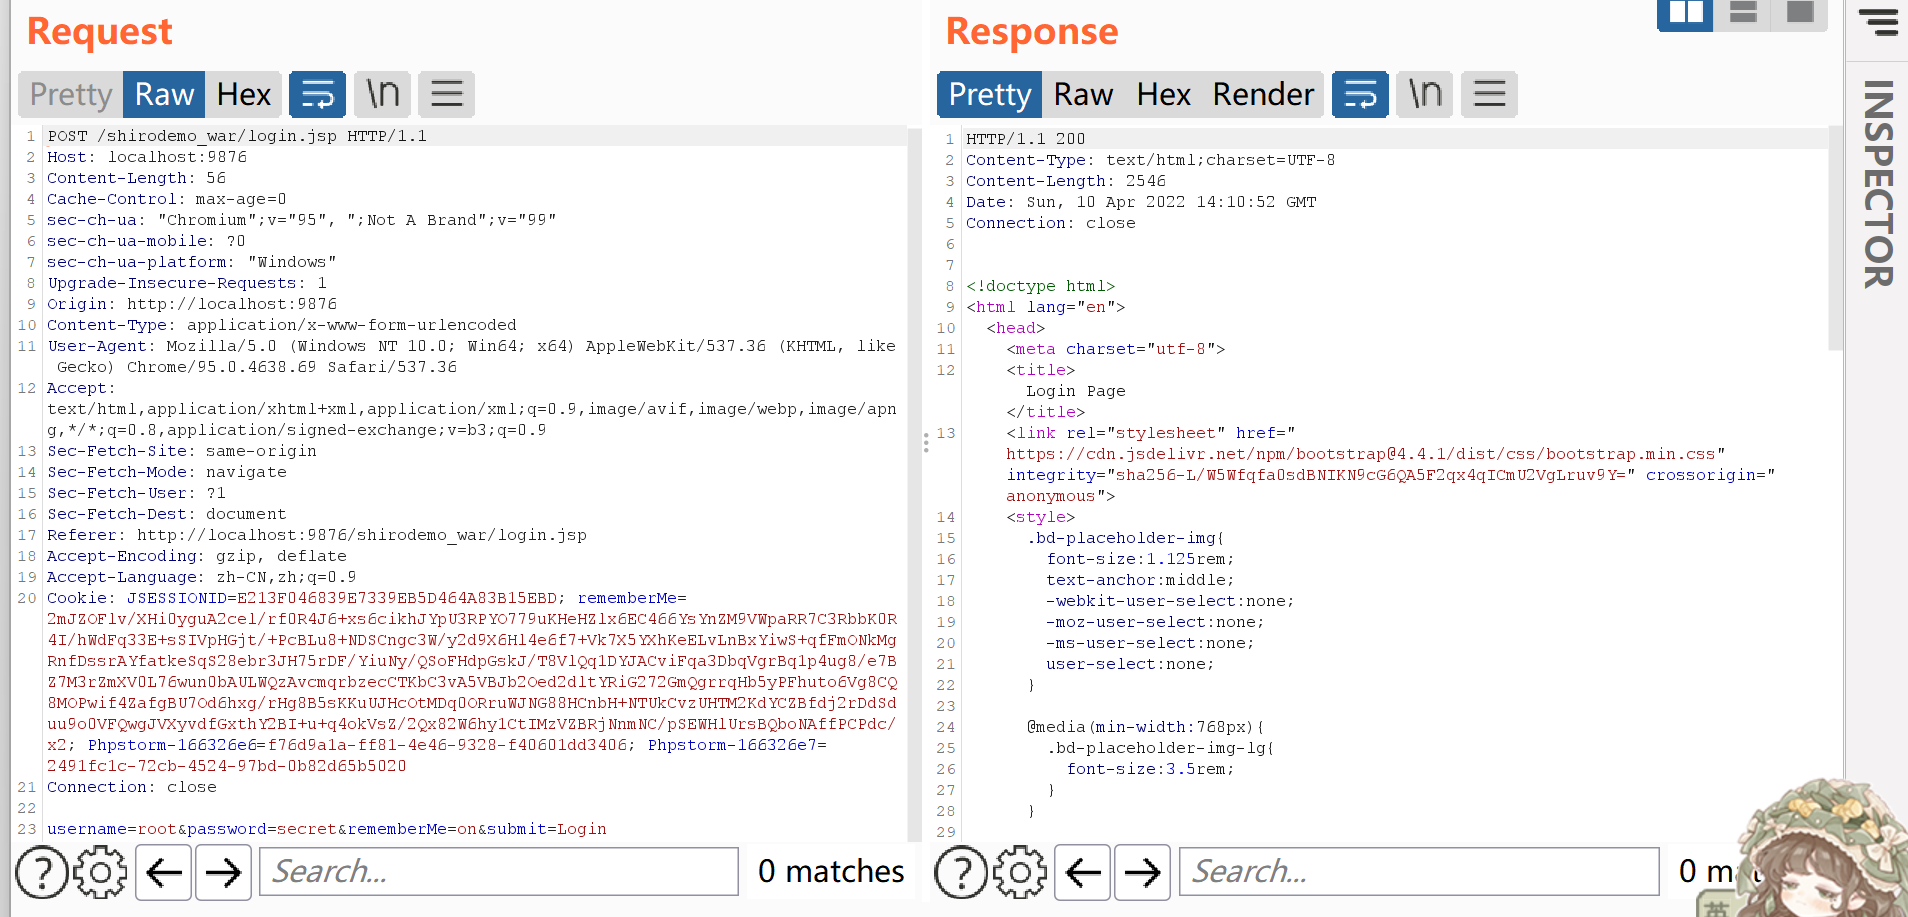 Request
Pretty Raw Hex \n
1 POST /shirodemo_war/login.jsp HTTP/1.1
2 Host: localhost:9876
3 Content-Length: 56
4 Cache-Control: max-age=0
5 sec-ch-ua: "Chromium";v="95", ";Not A Brand";v="99"
6 sec-ch-ua-mobile: ?0
7 sec-ch-ua-platform: "Windows"
8 Upgrade-Insecure-Requests: 1
9 Origin: http://localhost:9876
10 Content-Type: application/x-www-form-urlencoded
11 User-Agent: Mozilla/5.0 (Windows NT 10.0; Win64; x64) AppleWebKit/537.36 (KHTML, like
Gecko) Chrome/95.0.4638.69 Safari/537.36
12 Accept:
text/html,application/xhtml+xml,application/xml;q=0.9,image/avif,image/webp,image/apn
g,*/*;q=0.8,application/signed-exchange;v=b3;q=0.9
13 Sec-Fetch-Site: same-origin
14 Sec-Fetch-Mode: navigate
15 Sec-Fetch-User: ?1
16 Sec-Fetch-Dest: document
17 Referer: http://localhost:9876/shirodemo_war/login.jsp
18 Accept-Encoding: gzip, deflate
19 Accept-Language: zh-CN,zh;q=0.9
20 Cookie: JSESSIONID=E213F046839E7339EB5D464A83B15EBD; rememberMe=
2mJZOFlv/XHi0yguA2cel/rf0R4J6+xs6cikhJYpU3RPYO779uKHeHZlx6EC466YsYnZM9VWpaRR7C3RbbK0R
4I/hWdFq33E+sSIVpHGjt/+PcBLu8+NDSCngc3W/y2d9X6Hl4e6f7+Vk7X5YXhKeELvLnBxYiwS+qfFmONkMg
RnfDssrAYfatkeSqS28ebr3JH75rDF/YiuNy/QSoFHdpGskJ/T8VlQq1DYJACviFqa3DbqVgrBq1p4ug8/e7B
Z7M3rZmXV0L76wun0bAULWQzAvcmqrbzecCTKbC3vA5VBJb2Oed2dltYRiG272GmQgrrqHb5yPFhuto6Vg8CQ
8MOPwif4ZafgBU7Od6hxg/rHg8B5sKKuUJHcOtMDq0ORruWJNG88HCnbH+NTUkCvzUHTM2KdYCZBfdj2rDdSd
uu9o0VFQwgJVXyvdfGxthY2BI+u+q4okVsZ/2Qx82W6hy1CtIMzVZBRjNnmNC/pSEWHlUrsBQboNAffPCPdc/
x2; Phpstorm-166326e6=f76d9a1a-ff81-4e46-9328-f40601dd3406; Phpstorm-166326e7=
2491fc1c-72cb-4524-97bd-0b82d65b5020
21 Connection: close
22
23 username=root&password=secret&rememberMe=on&submit=Login
? Search... 0 matches
Response
Pretty Raw Hex Render \n
1 HTTP/1.1 200
2 Content-Type: text/html;charset=UTF-8
3 Content-Length: 2546
4 Date: Sun, 10 Apr 2022 14:10:52 GMT
5 Connection: close
6
7
8 <!doctype html>
9 <html lang="en">
10 <head>
11 <meta charset="utf-8">
12 <title>
Login Page
</title>
13 <link rel="stylesheet" href="
https://cdn.jsdelivr.net/npm/bootstrap@4.4.1/dist/css/bootstrap.min.css"
integrity="sha256-L/W5Wfqfa0sdBNIKN9cG6QA5F2qx4qICmU2VgLruv9Y=" crossorigin="
anonymous">
14 <style>
15 .bd-placeholder-img{
16 font-size:1.125rem;
17 text-anchor:middle;
18 -webkit-user-select:none;
19 -moz-user-select:none;
20 -ms-user-select:none;
21 user-select:none;
22 }
23
24 @media(min-width:768px){
25 .bd-placeholder-img-lg{
26 font-size:3.5rem;
27 }
28 }
29
? Search... 0
INSPECTOR
英